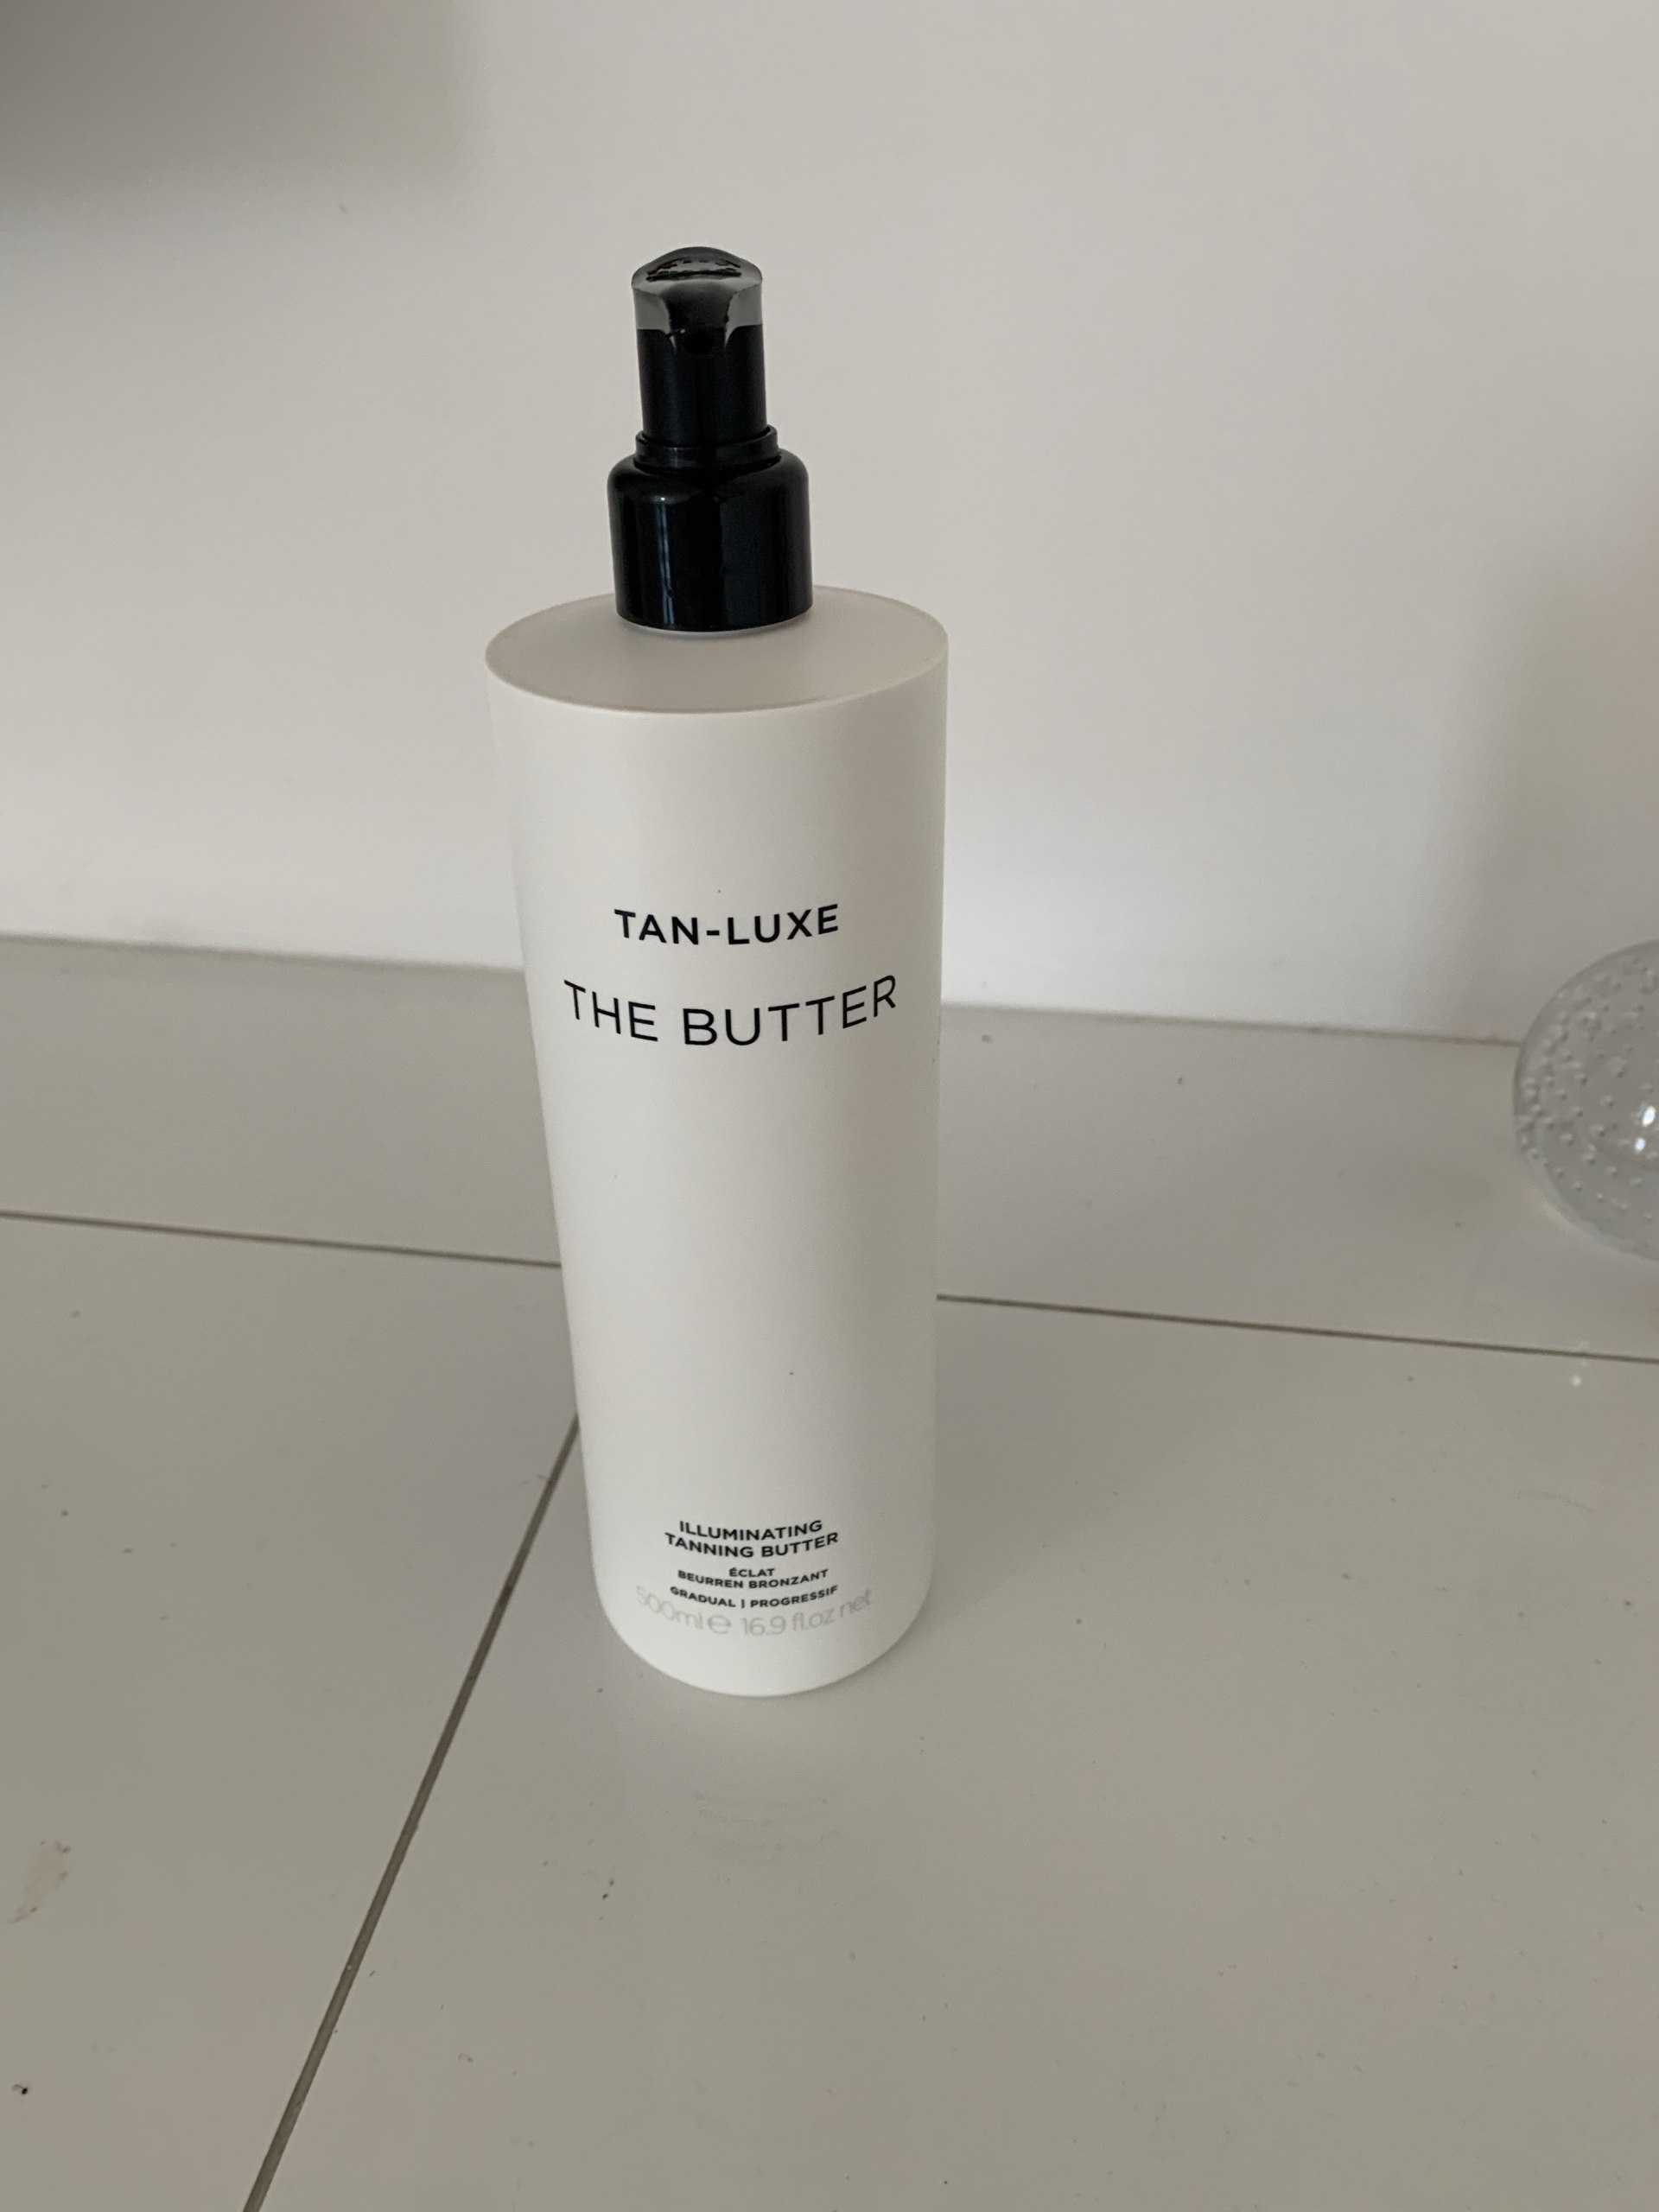 TAN-LUXE
THE BUTTER
ILLUMINATING
TANNING BUTTER
ÉCLAT
BEURREN BRONZANT
GRADUAL | PROGRESSIF
500ml e 16.9 fl.oz net